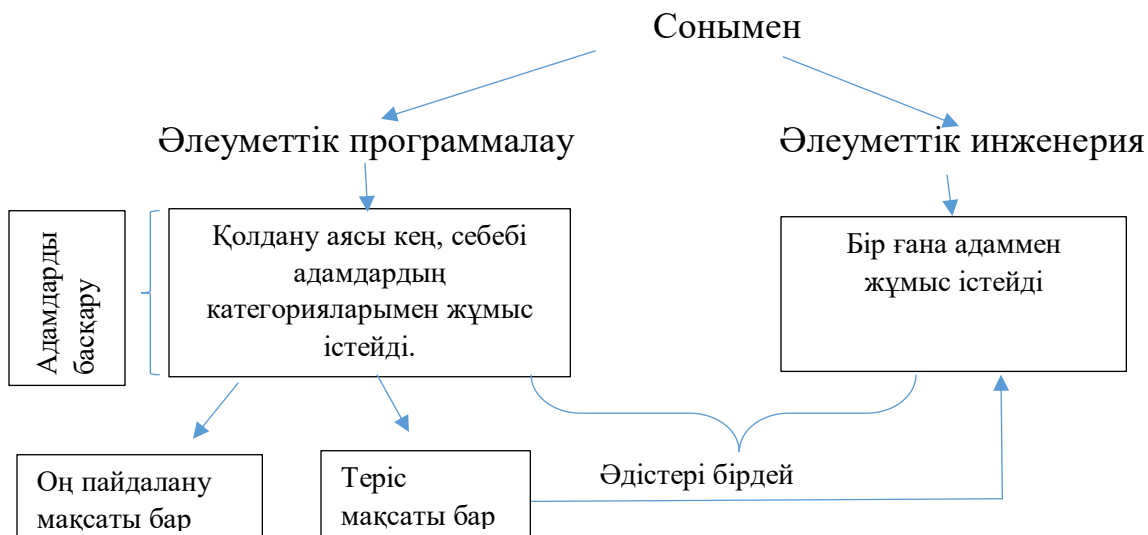 Сонымен
Әлеуметтік программалау
Әлеуметтік инженерия
Адамдарды
басқару
Қолдану аясы кең, себебі
адамдардың
категорияларымен жұмыс
істейді.
Бір ғана адаммен
жұмыс істейді
Оң пайдалану
мақсаты бар
Теріс
мақсаты бар
Әдістері бірдей